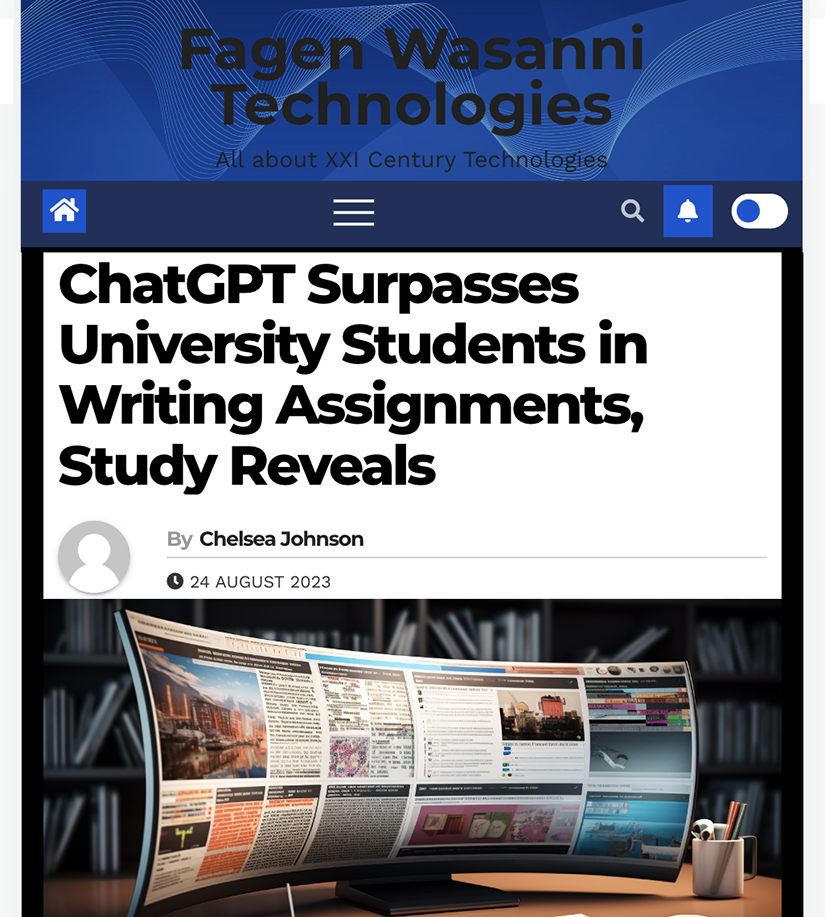 Fagen Wasanni
Technologies
All about XXI Century Technologies
ChatGPT Surpasses
University Students in
Writing Assignments,
Study Reveals
By Chelsea Johnson
24 AUGUST 2023